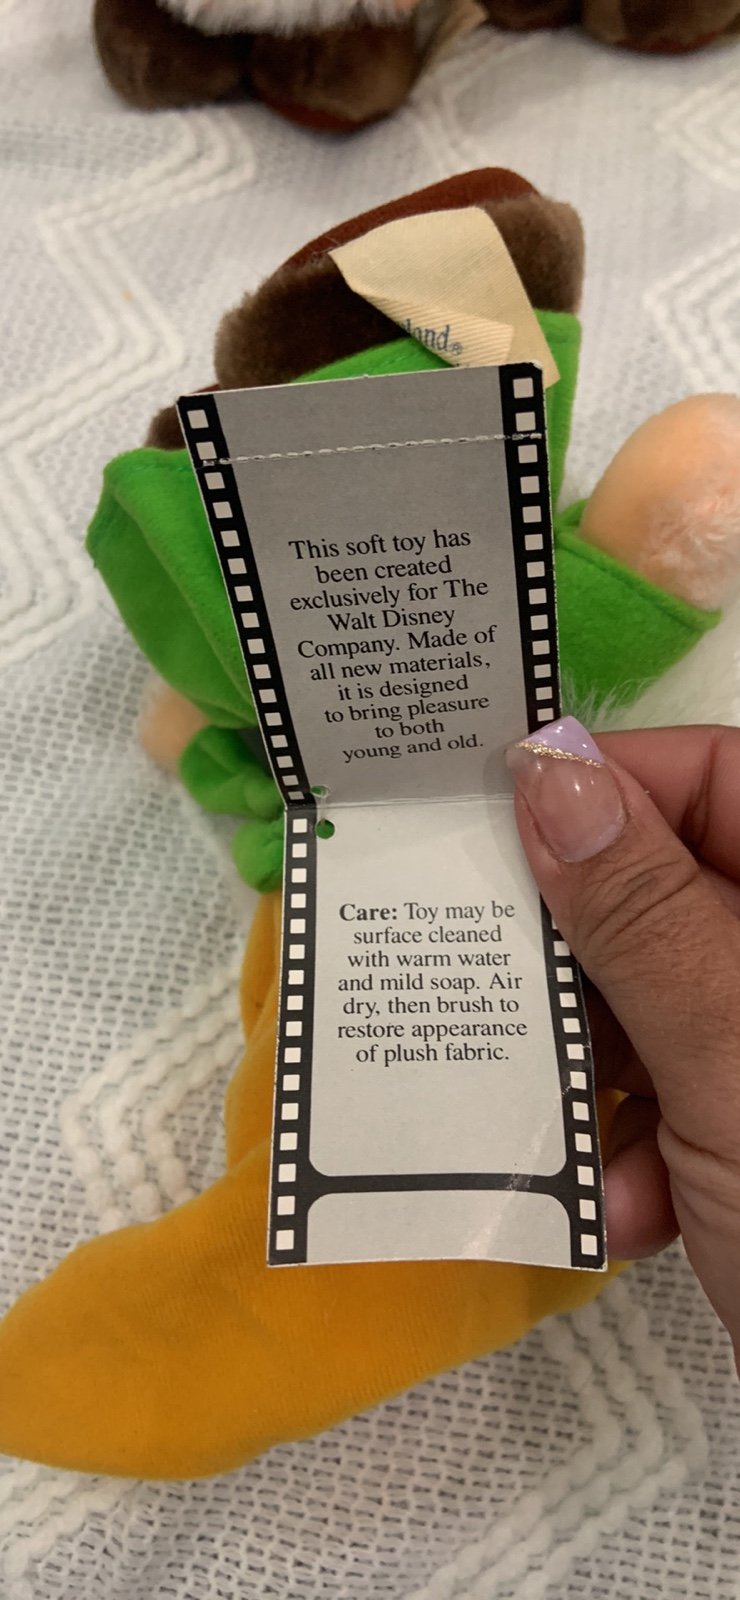 land®
This soft toy has
been created
exclusively for The
Walt Disney
Company. Made of
all new materials,
it is designed
to bring pleasure
to both
young and old.
Care: Toy may be
surface cleaned
with warm water
and mild soap. Air
dry, then brush to
restore appearance
of plush fabric.